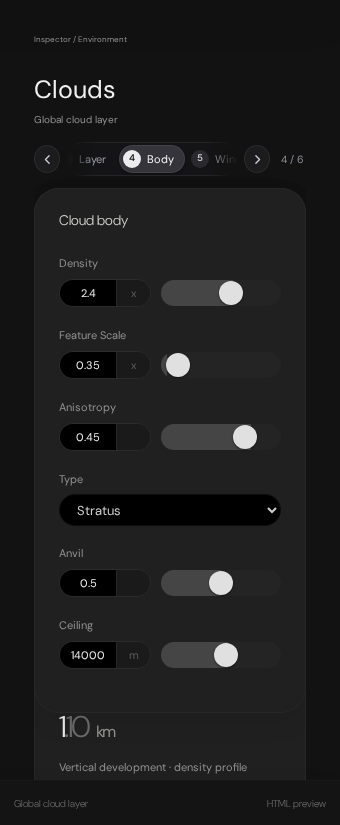 Inspector / Environment
Clouds
Global cloud layer
Layer 4 Body 5 4 / 6
Cloud body
Density
2.4 x
Feature Scale
0.35 x
Anisotropy
0.45
Type
Stratus
Anvil
0.5
Ceiling
14000 m
km
Vertical development · density profile
Global cloud layer HTML preview